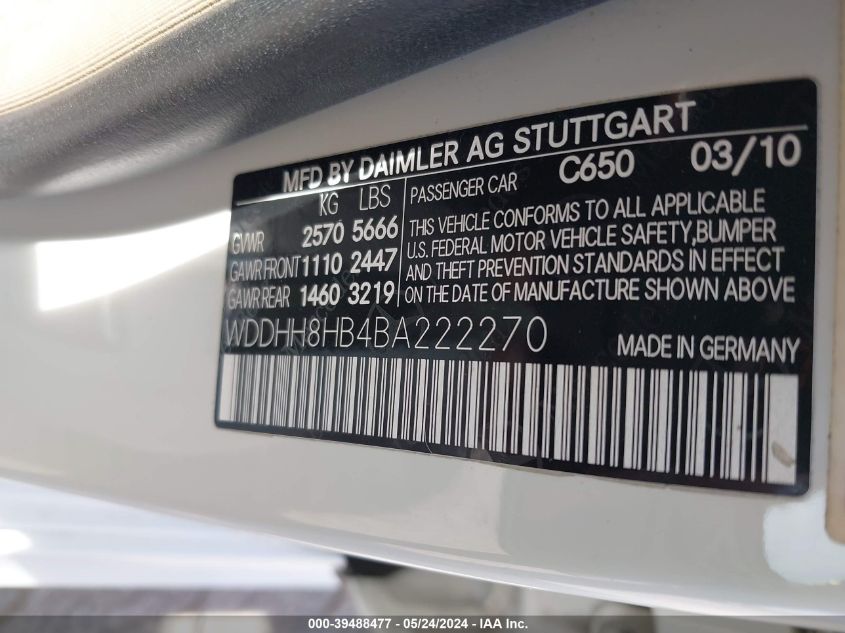 MFD BY DAIMLER AG STUTTGART
C650 03/10
KG LBS
GVWR 2570 5666
GAWR FRONT 1110 2447
GAWR REAR 1460 3219
PASSENGER CAR
THIS VEHICLE CONFORMS TO ALL APPLICABLE
U.S. FEDERAL MOTOR VEHICLE SAFETY,BUMPER
AND THEFT PREVENTION STANDARDS IN EFFECT
ON THE DATE OF MANUFACTURE SHOWN ABOVE
WDDHH8HB4BA222270
MADE IN GERMANY
000-39488477 — 05/24/2024 - IAA Inc.